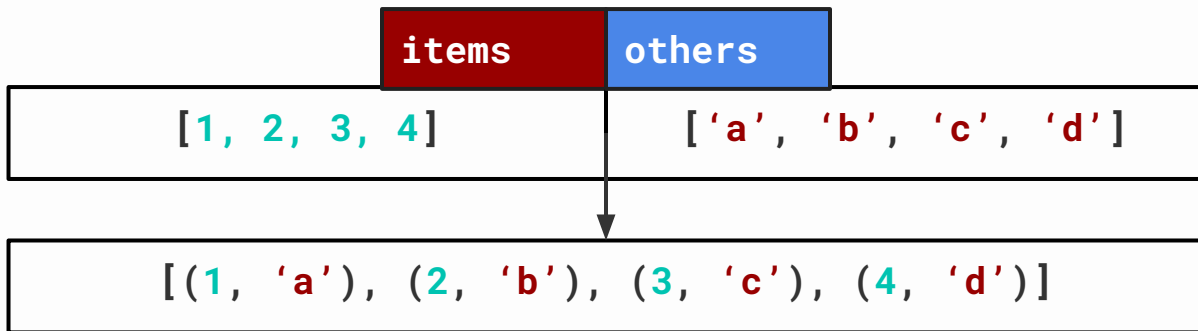 items others
[1, 2, 3, 4] [‘a’, ‘b’, ‘c’, ‘d’]
[(1, ‘a’), (2, ‘b’), (3, ‘c’), (4, ‘d’)]